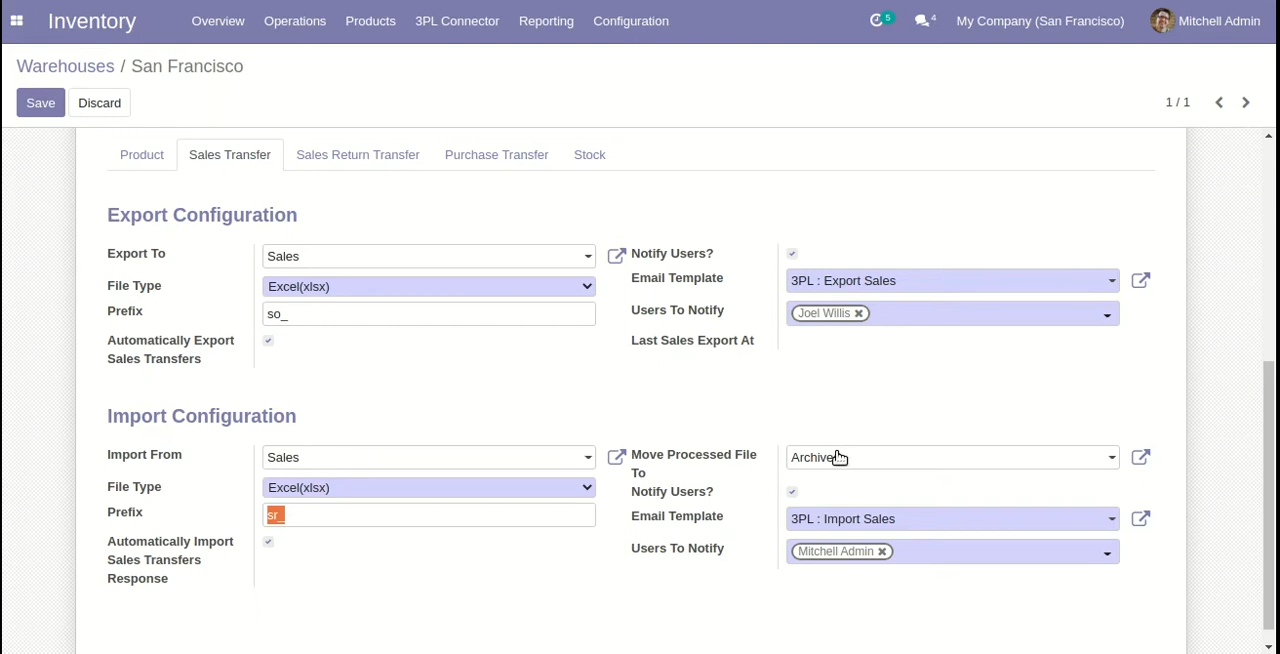 Inventory
Overview
Operations
Products
3PL Connector
Reporting
Configuration
5
4
My Company (San Francisco)
Mitchell Admin
Warehouses / San Francisco
Save
Discard
1 / 1
Product
Sales Transfer
Sales Return Transfer
Purchase Transfer
Stock
Export Configuration
Export To
Sales
File Type
Excel(xlsx)
Prefix
so_
Automatically Export
Sales Transfers
Notify Users?
Email Template
3PL : Export Sales
Users To Notify
Joel Willis ✖
Last Sales Export At
Import Configuration
Import From
Sales
File Type
Excel(xlsx)
Prefix
sr_
Automatically Import
Sales Transfers
Response
Move Processed File
To
Archive
Notify Users?
Email Template
3PL : Import Sales
Users To Notify
Mitchell Admin ✖